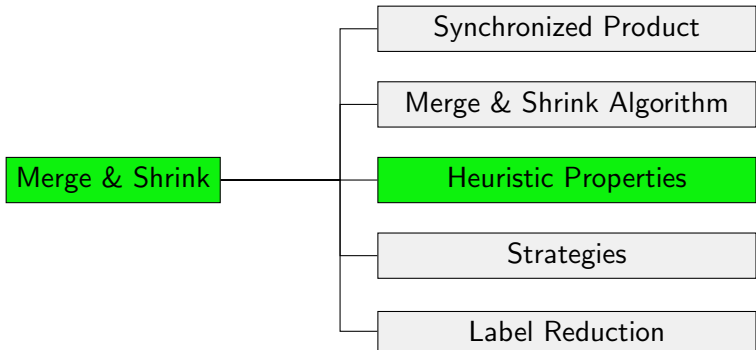 Synchronized Product
Merge & Shrink Algorithm
Merge & Shrink
Heuristic Properties
Strategies
Label Reduction